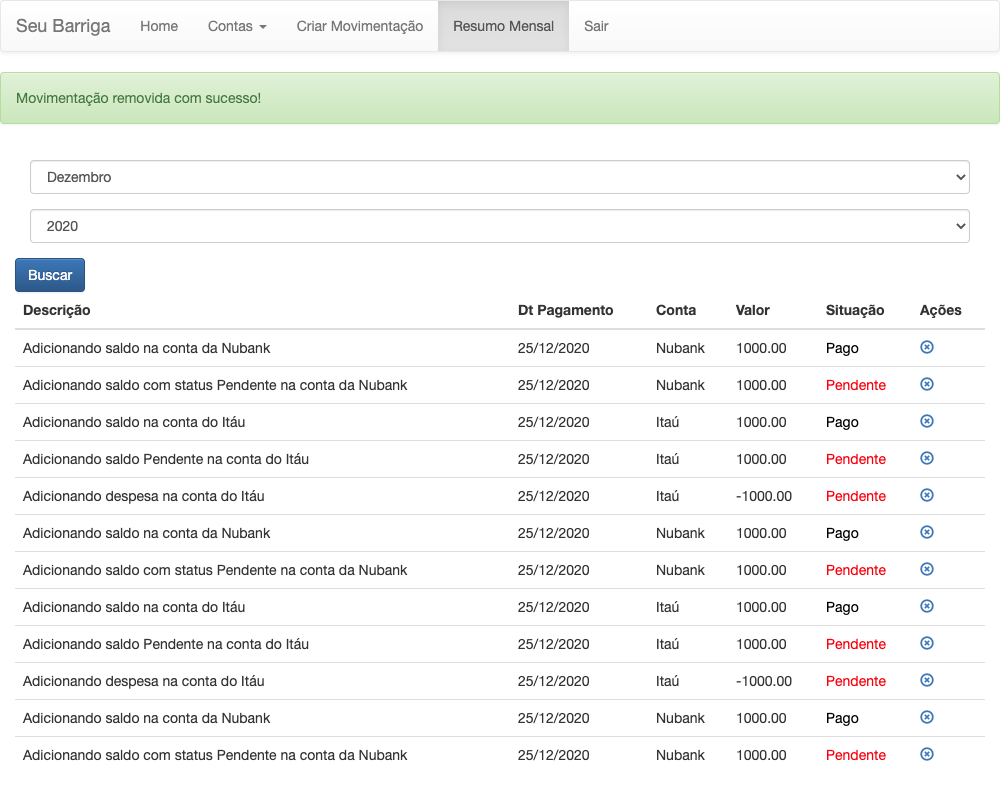 Seu Barriga Home Contas Criar Movimentação Resumo Mensal Sair
Movimentação removida com sucesso!
Dezembro
2020
Buscar
Descrição Dt Pagamento Conta Valor Situação Ações
Adicionando saldo na conta da Nubank 25/12/2020 Nubank 1000.00 Pago
Adicionando saldo com status Pendente na conta da Nubank 25/12/2020 Nubank 1000.00 Pendente
Adicionando saldo na conta do Itáu 25/12/2020 Itaú 1000.00 Pago
Adicionando saldo Pendente na conta do Itáu 25/12/2020 Itaú 1000.00 Pendente
Adicionando despesa na conta do Itáu 25/12/2020 Itaú -1000.00 Pendente
Adicionando saldo na conta da Nubank 25/12/2020 Nubank 1000.00 Pago
Adicionando saldo com status Pendente na conta da Nubank 25/12/2020 Nubank 1000.00 Pendente
Adicionando saldo na conta do Itáu 25/12/2020 Itaú 1000.00 Pago
Adicionando saldo Pendente na conta do Itáu 25/12/2020 Itaú 1000.00 Pendente
Adicionando despesa na conta do Itáu 25/12/2020 Itaú -1000.00 Pendente
Adicionando saldo na conta da Nubank 25/12/2020 Nubank 1000.00 Pago
Adicionando saldo com status Pendente na conta da Nubank 25/12/2020 Nubank 1000.00 Pendente